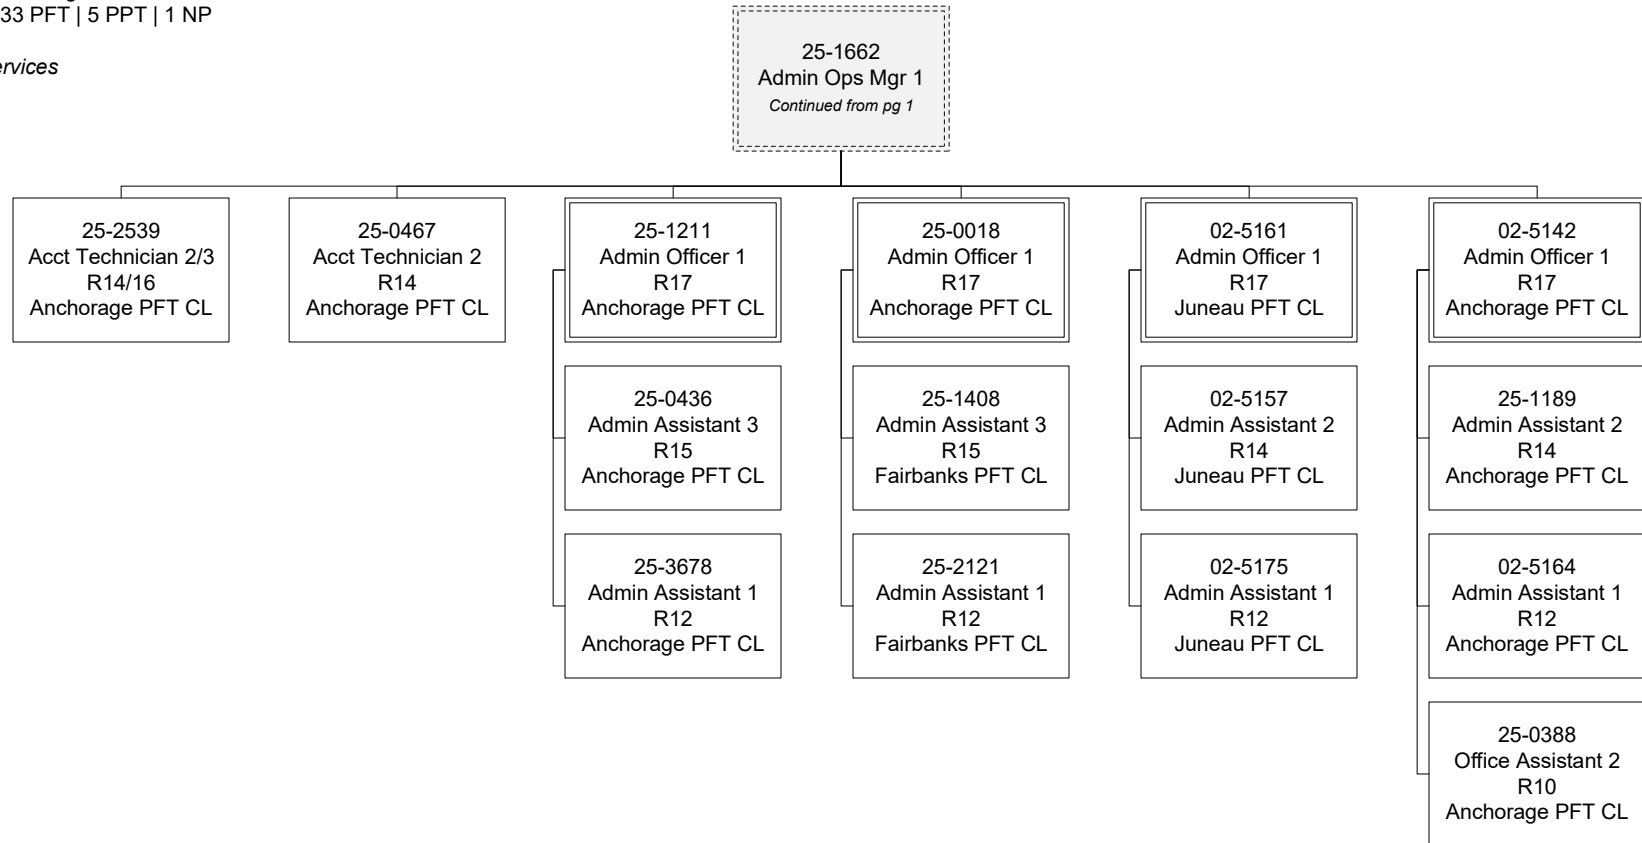 33 PFT | 5 PPT | 1 NP
25-1662
Admin Ops Mgr 1
Continued from pg 1
25-2539
Acct Technician 2/3
R14/16
Anchorage PFT CL
25-0467
Acct Technician 2
R14
Anchorage PFT CL
25-1211
Admin Officer 1
R17
Anchorage PFT CL
25-0436
Admin Assistant 3
R15
Anchorage PFT CL
25-3678
Admin Assistant 1
R12
Anchorage PFT CL
25-0018
Admin Officer 1
R17
Anchorage PFT CL
25-1408
Admin Assistant 3
R15
Fairbanks PFT CL
25-2121
Admin Assistant 1
R12
Fairbanks PFT CL
02-5161
Admin Officer 1
R17
Juneau PFT CL
02-5157
Admin Assistant 2
R14
Juneau PFT CL
02-5175
Admin Assistant 1
R12
Juneau PFT CL
02-5142
Admin Officer 1
R17
Anchorage PFT CL
25-1189
Admin Assistant 2
R14
Anchorage PFT CL
02-5164
Admin Assistant 1
R12
Anchorage PFT CL
25-0388
Office Assistant 2
R10
Anchorage PFT CL